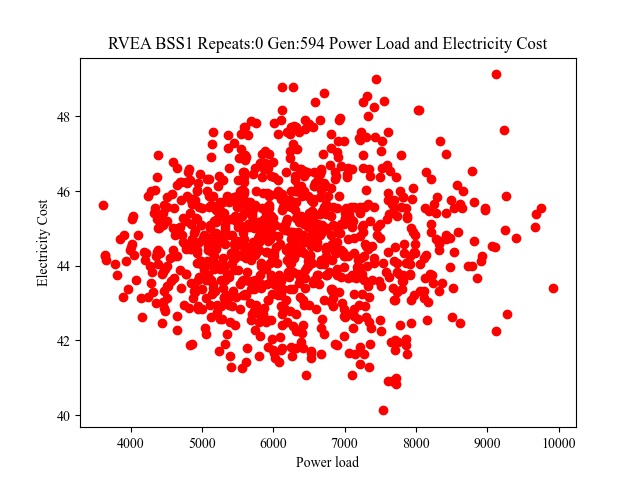 RVEA BSS1 Repeats:0 Gen:594 Power Load and Electricity Cost
48
46
44
42
40
Electricity Cost
4000 5000 6000 7000 8000 9000 10000
Power load